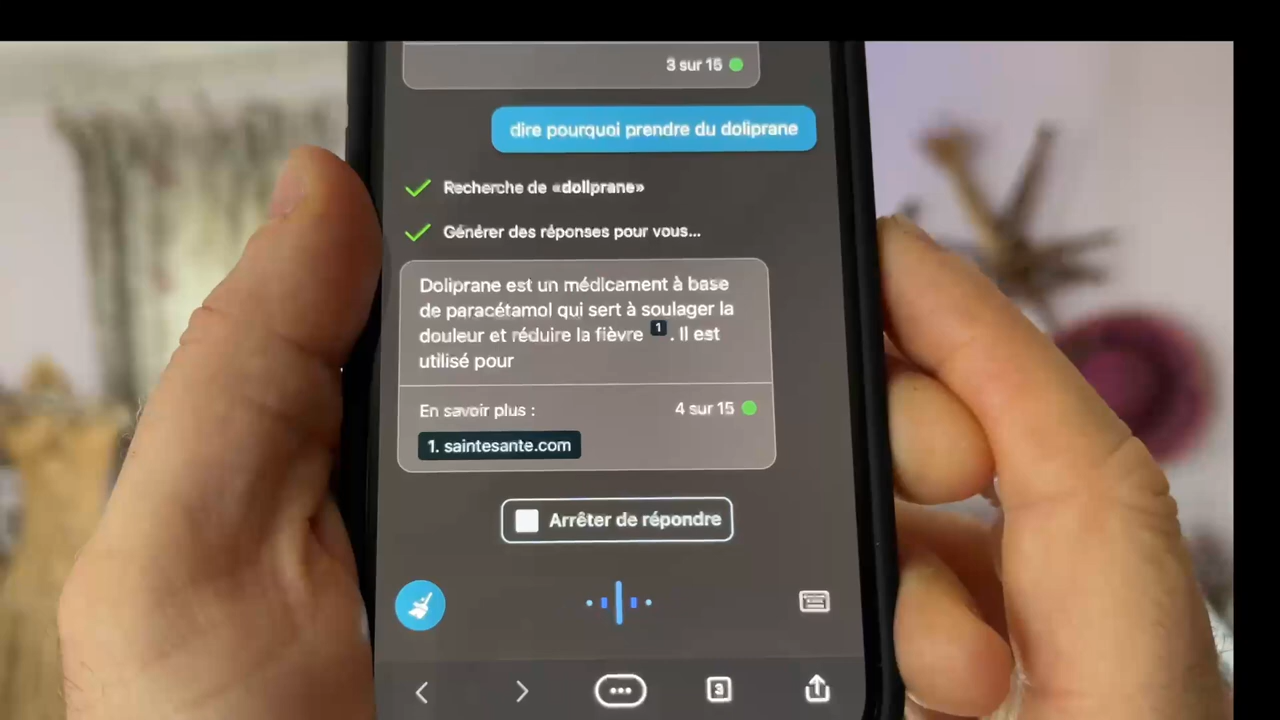 3 sur 15
dire pourquoi prendre du doliprane
Recherche de «doliprane»
Générer des réponses pour vous...
Doliprane est un médicament à base
de paracétamol qui sert à soulager la
douleur et réduire la fièvre 1 . Il est
utilisé pour
En savoir plus :
4 sur 15
1. saintesante.com
Arrêter de répondre
3